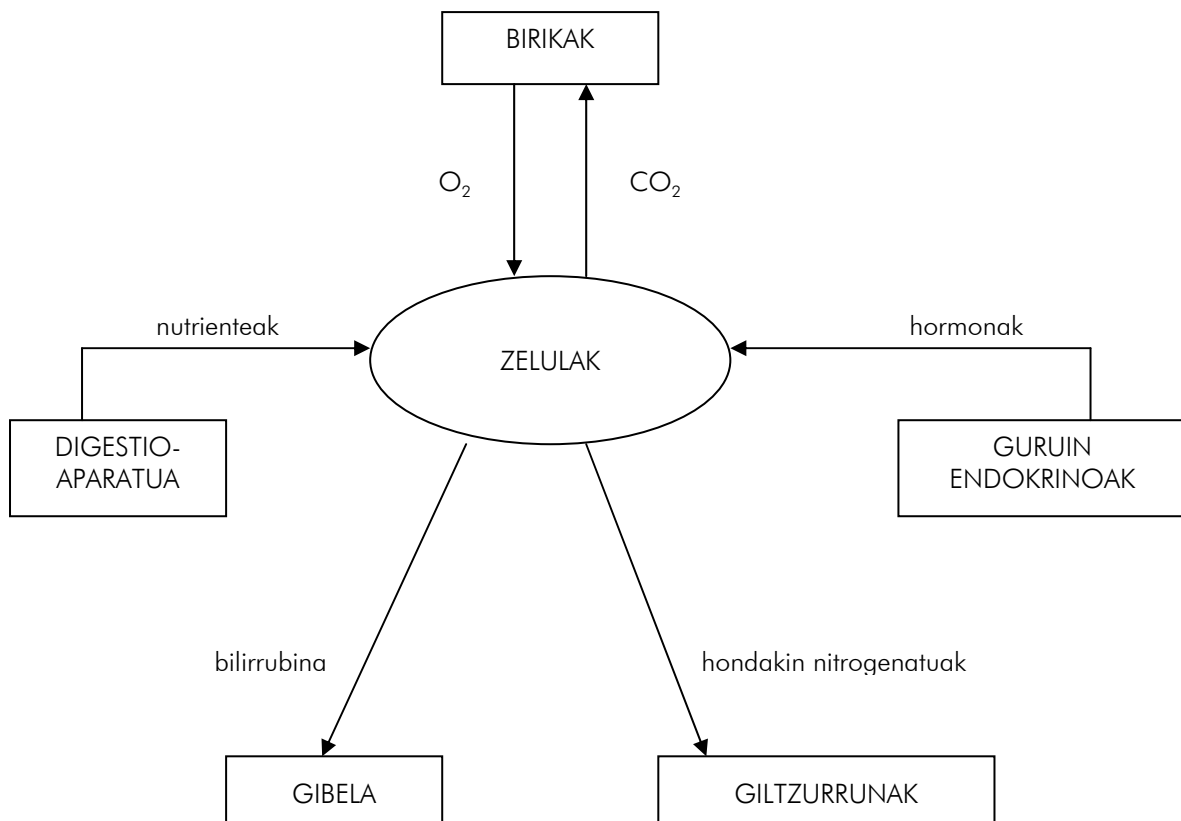 BIRIKAK
O₂
CO₂
nutrienteak
hormonak
ZELULAK
DIGESTIO-
APARATUA
GURUIN
ENDOKRINOAK
bilirrubina
hondakin nitrogenatuak
GIBELA
GILTZURRUNAK